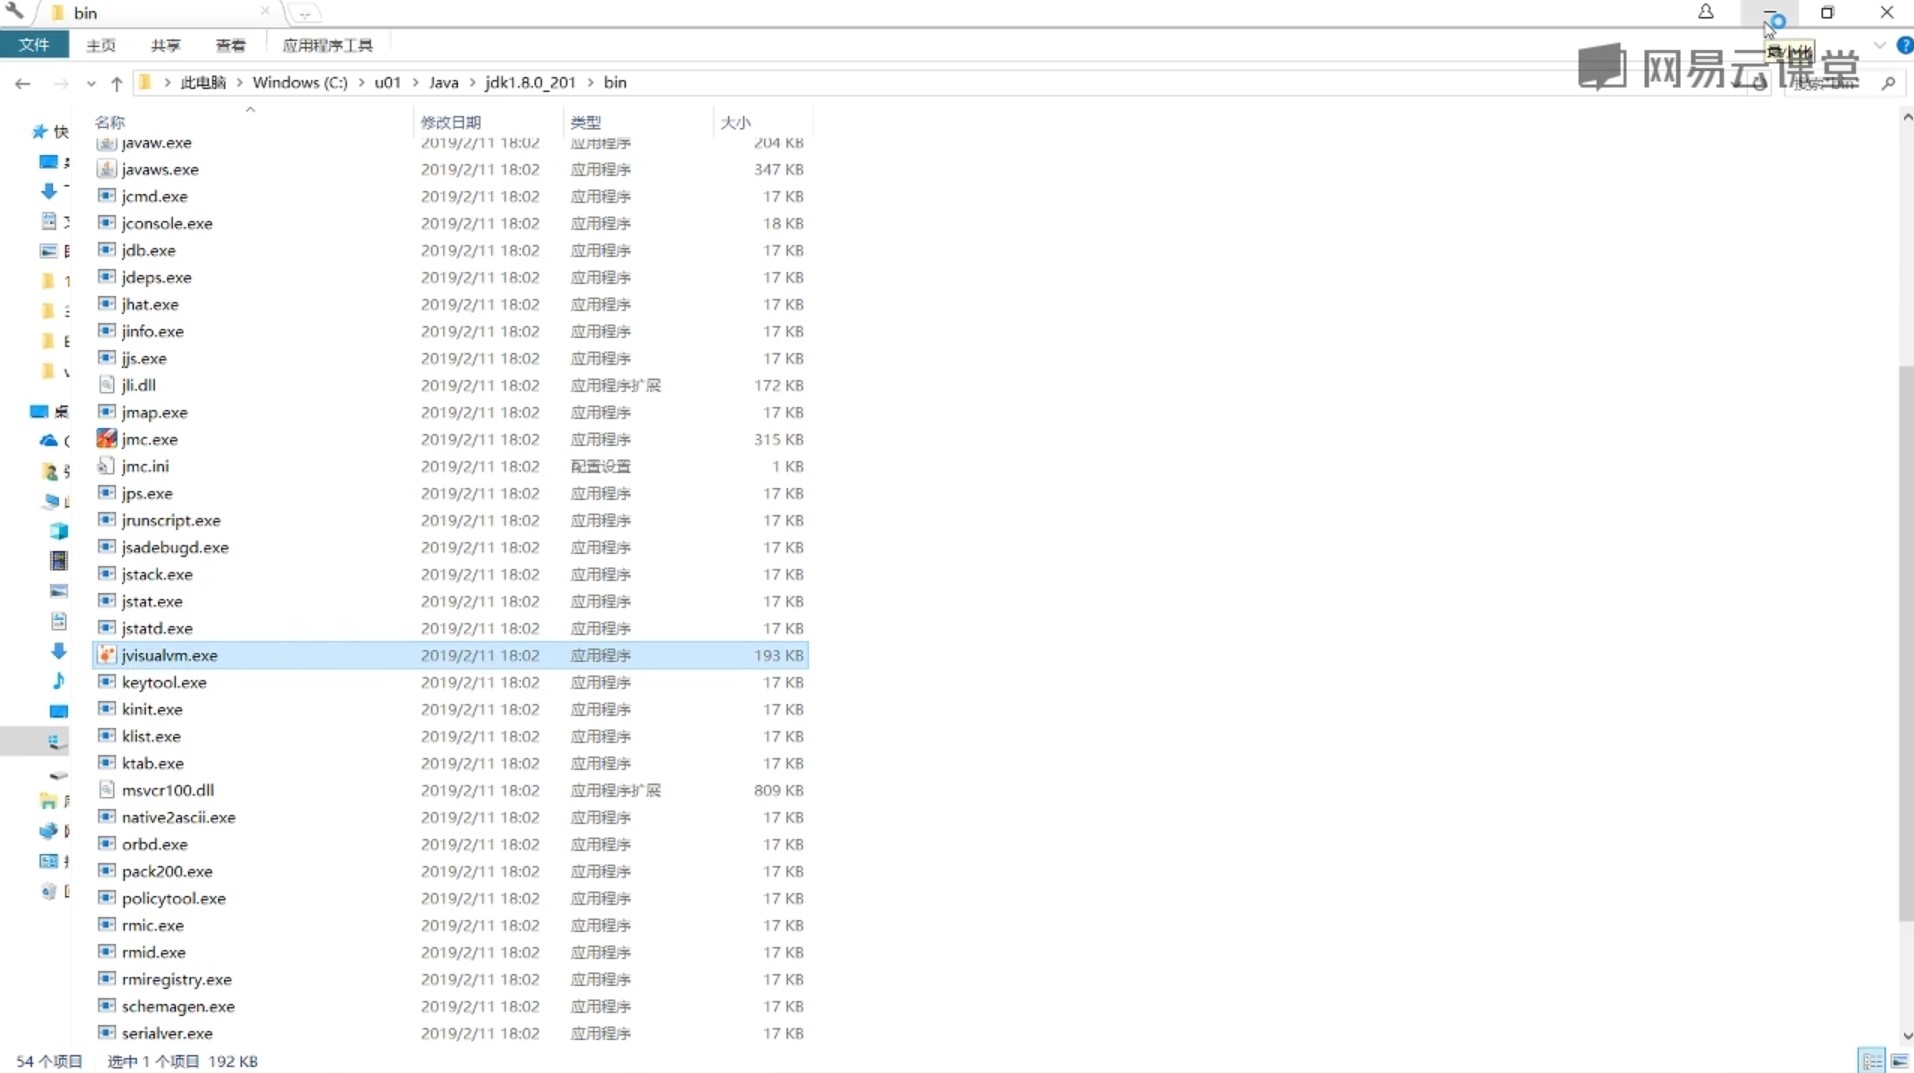 bin
文件 主页 共享 查看 应用程序工具
此电脑 Windows (C:) u01 Java jdk1.8.0_201 bin
网易云课堂
名称 修改日期 类型 大小
快
javaw.exe 2019/2/11 18:02 应用程序 204 KB
javaws.exe 2019/2/11 18:02 应用程序 347 KB
jcmd.exe 2019/2/11 18:02 应用程序 17 KB
jconsole.exe 2019/2/11 18:02 应用程序 18 KB
jdb.exe 2019/2/11 18:02 应用程序 17 KB
jdeps.exe 2019/2/11 18:02 应用程序 17 KB
jhat.exe 2019/2/11 18:02 应用程序 17 KB
jinfo.exe 2019/2/11 18:02 应用程序 17 KB
jjs.exe 2019/2/11 18:02 应用程序 17 KB
jli.dll 2019/2/11 18:02 应用程序扩展 172 KB
桌
jmap.exe 2019/2/11 18:02 应用程序 17 KB
jmc.exe 2019/2/11 18:02 应用程序 315 KB
jmc.ini 2019/2/11 18:02 配置设置 1 KB
jps.exe 2019/2/11 18:02 应用程序 17 KB
jrunscript.exe 2019/2/11 18:02 应用程序 17 KB
jsadebugd.exe 2019/2/11 18:02 应用程序 17 KB
jstack.exe 2019/2/11 18:02 应用程序 17 KB
jstat.exe 2019/2/11 18:02 应用程序 17 KB
jstatd.exe 2019/2/11 18:02 应用程序 17 KB
jvisualvm.exe 2019/2/11 18:02 应用程序 193 KB
keytool.exe 2019/2/11 18:02 应用程序 17 KB
kinit.exe 2019/2/11 18:02 应用程序 17 KB
klist.exe 2019/2/11 18:02 应用程序 17 KB
ktab.exe 2019/2/11 18:02 应用程序 17 KB
msvcr100.dll 2019/2/11 18:02 应用程序扩展 809 KB
native2ascii.exe 2019/2/11 18:02 应用程序 17 KB
orbd.exe 2019/2/11 18:02 应用程序 17 KB
pack200.exe 2019/2/11 18:02 应用程序 17 KB
policytool.exe 2019/2/11 18:02 应用程序 17 KB
rmic.exe 2019/2/11 18:02 应用程序 17 KB
rmid.exe 2019/2/11 18:02 应用程序 17 KB
rmiregistry.exe 2019/2/11 18:02 应用程序 17 KB
schemagen.exe 2019/2/11 18:02 应用程序 17 KB
serialver.exe 2019/2/11 18:02 应用程序 17 KB
54 个项目 选中 1 个项目 192 KB